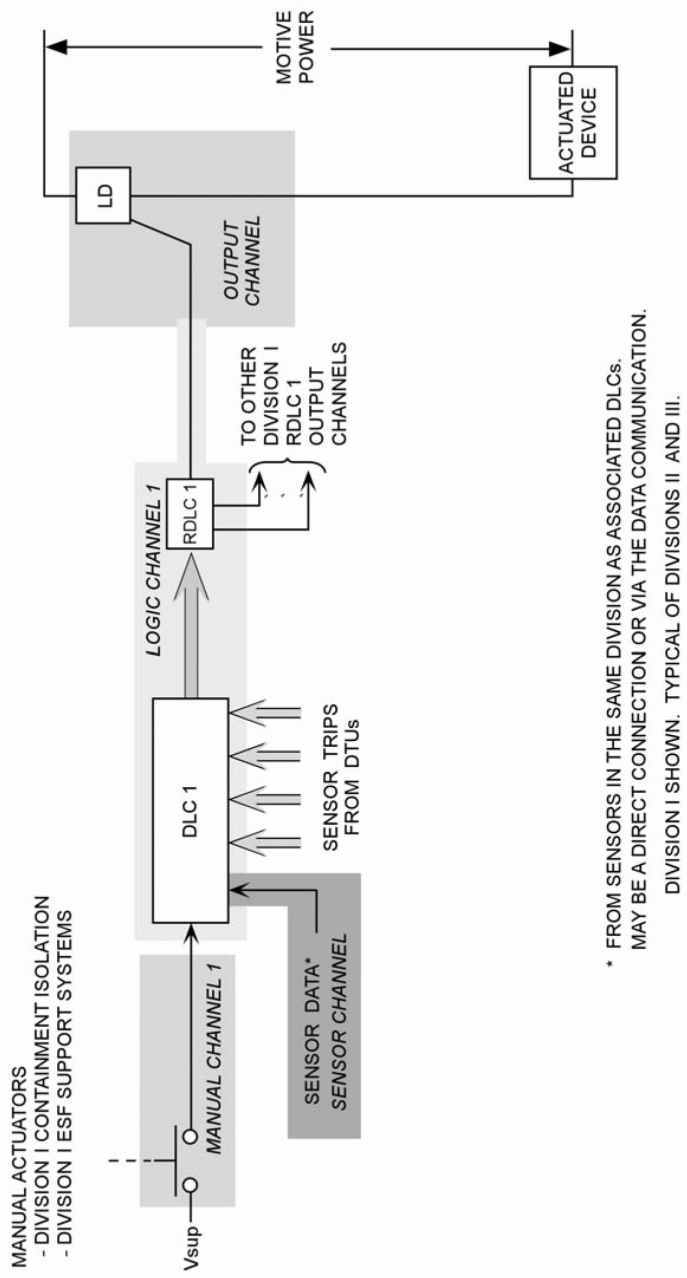 MANUAL ACTUATORS
- DIVISION I CONTAINMENT ISOLATION
- DIVISION I ESF SUPPORT SYSTEMS
Vsup
MANUAL CHANNEL 1
SENSOR DATA*
SENSOR CHANNEL
DLC 1
SENSOR TRIPS
FROM DTUs
LOGIC CHANNEL 1
RDLC 1
TO OTHER
DIVISION I
RDLC 1
OUTPUT
CHANNELS
LD
OUTPUT
CHANNEL
MOTIVE
POWER
ACTUATED
DEVICE
* FROM SENSORS IN THE SAME DIVISION AS ASSOCIATED DLCs.
MAY BE A DIRECT CONNECTION OR VIA THE DATA COMMUNICATION.
DIVISION I SHOWN. TYPICAL OF DIVISIONS II AND III.